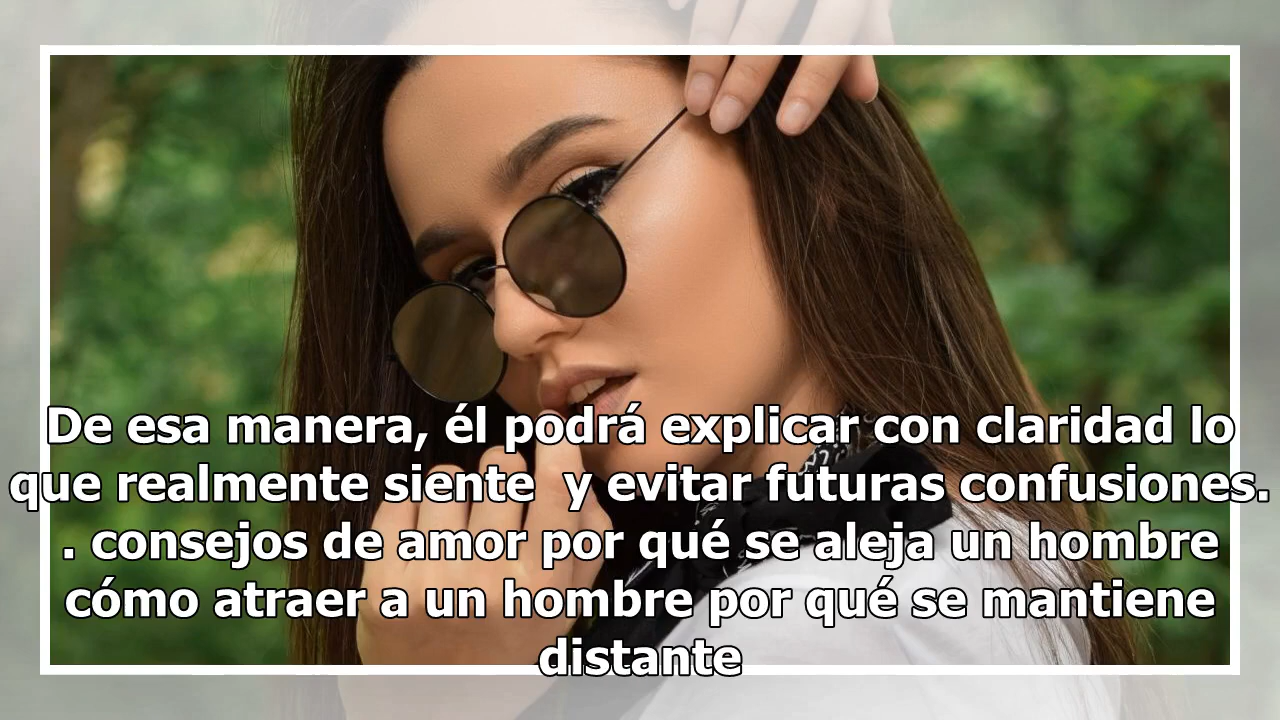 De esa manera, él podrá explicar con claridad lo
que realmente siente  y evitar futuras confusiones.
. consejos de amor por qué se aleja un hombre
cómo atraer a un hombre por qué se mantiene
distante